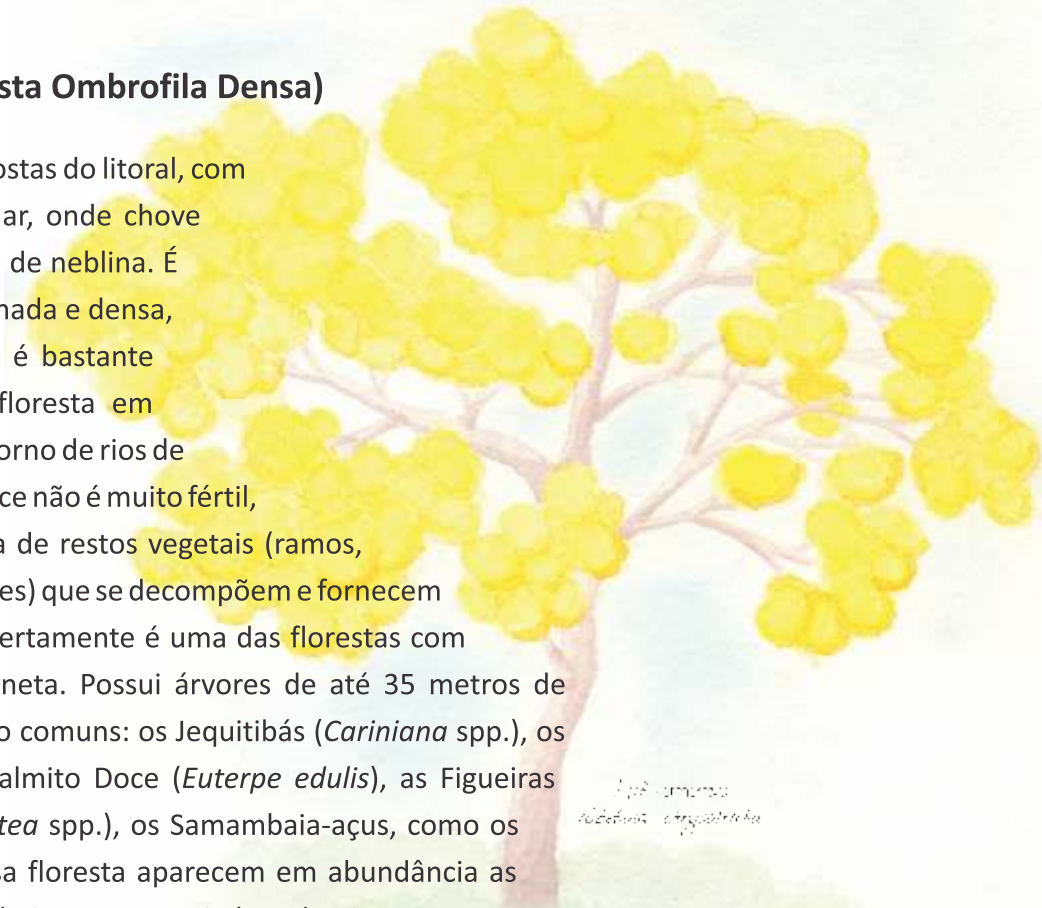 sta Ombrofila Densa)
ostas do litoral, com
ar, onde chove
de neblina. É
nada e densa,
é bastante
floresta em
orno de rios de
ce não é muito fértil,
a de restos vegetais (ramos,
es) que se decompõem e fornecem
ertamente é uma das florestas com
neta. Possui árvores de até 35 metros de
o comuns: os Jequitibás (Cariniana spp.), os
almito Doce (Euterpe edulis), as Figueiras
tea spp.), os Samambaia-açus, como os
sa floresta aparecem em abundância as